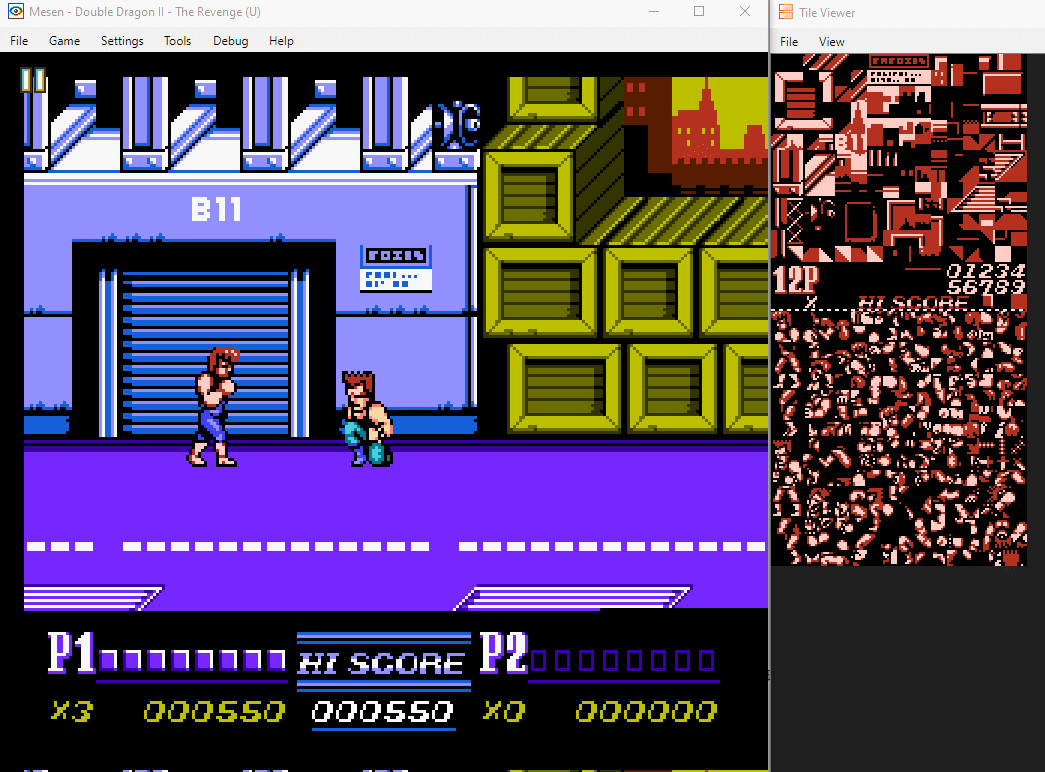 Mesen - Double Dragon II - The Revenge (U)
File Game Settings Tools Debug Help
B11
P1
HI SCORE
P2
X3 000550 000550 X0 000000
Tile Viewer
File View
B11
12P
01234
56789
X HI SCORE